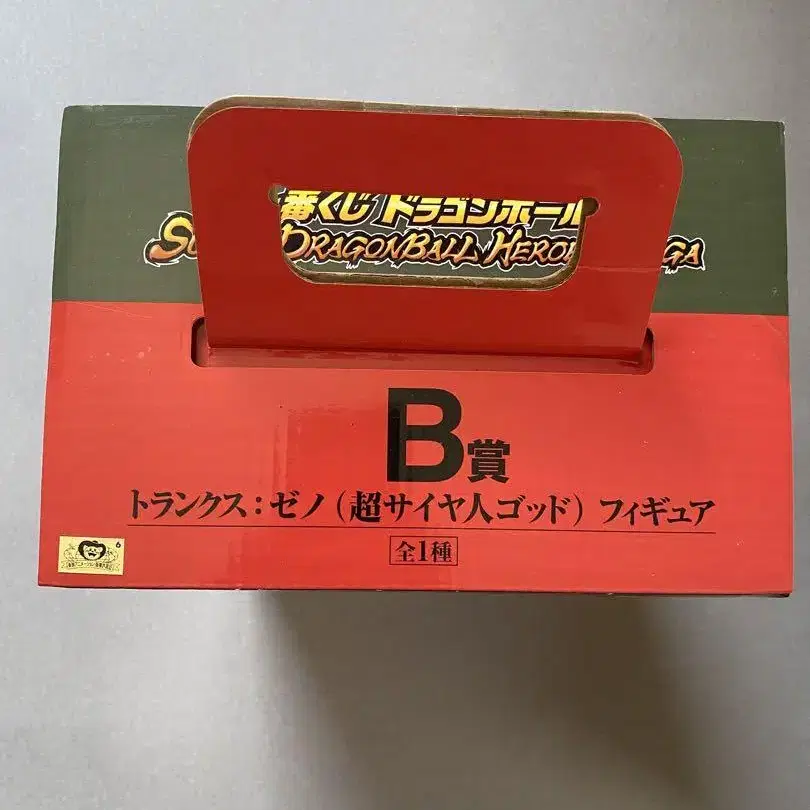 番くじ ドラゴンボール
DRAGONBALL HERO GA
B賞
トランクス:ゼノ(超サイヤ人ゴッド) フィギュア
全1種
6